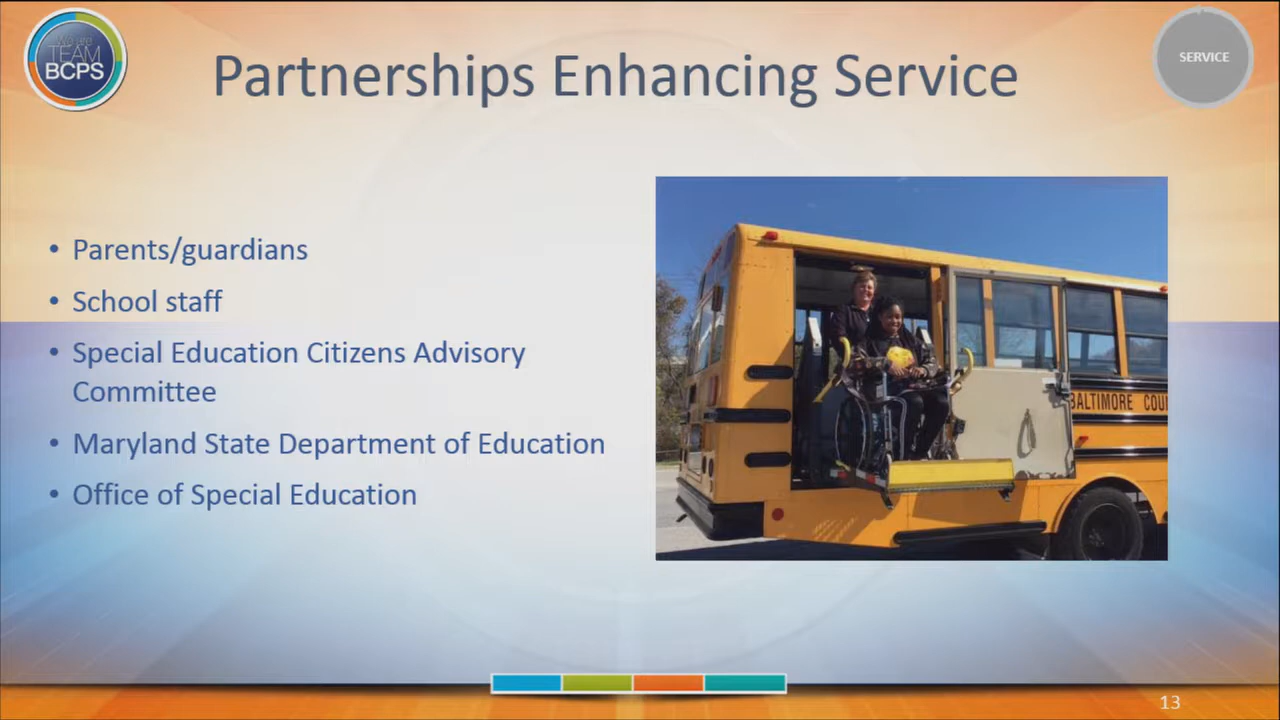 We are
TEAM
BCPS
Partnerships Enhancing Service
SERVICE
• Parents/guardians
• School staff
• Special Education Citizens Advisory
Committee
• Maryland State Department of Education
• Office of Special Education
BALTIMORE COU
13